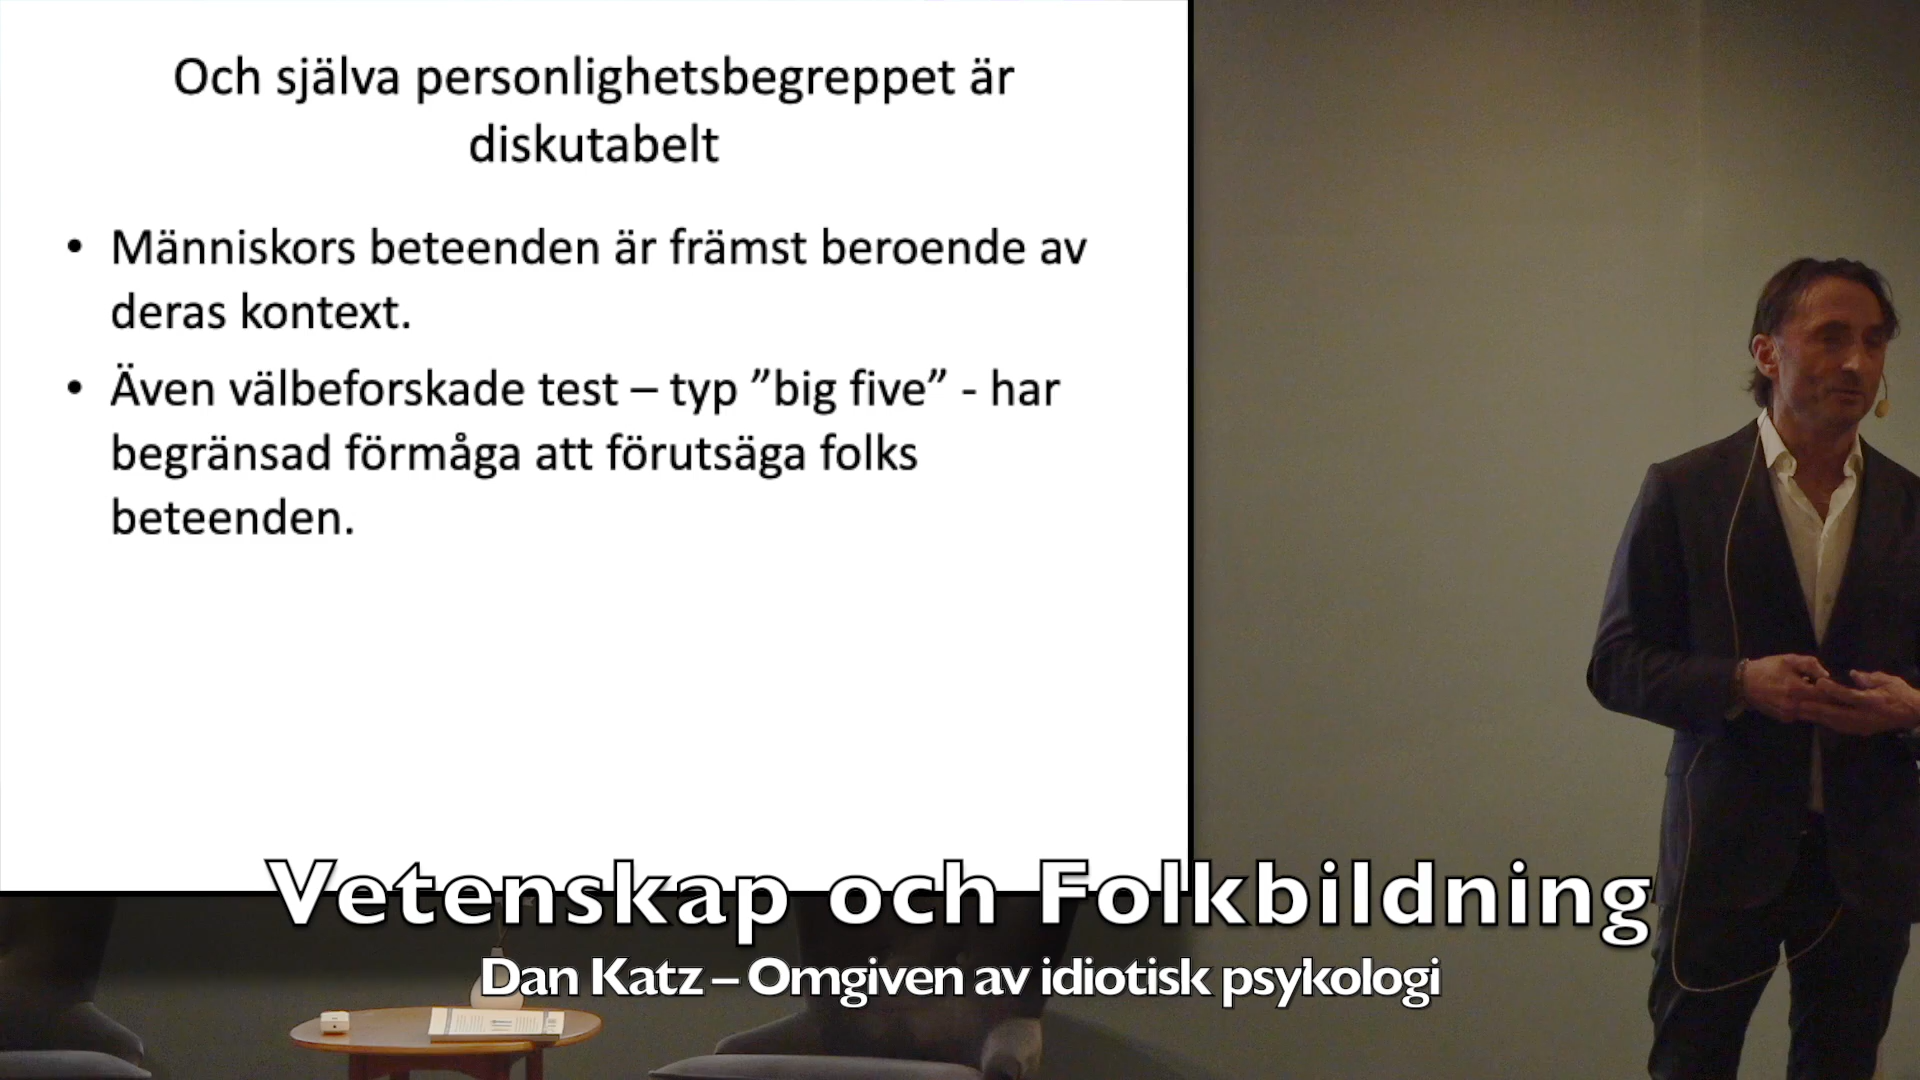 Och själva personlighetsbegreppet är
diskutabelt
• Människors beteenden är främst beroende av
deras kontext.
• Även välbeforskade test – typ ”big five” - har
begränsad förmåga att förutsäga folks
beteenden.
Vetenskap och Folkbildning
Dan Katz – Omgiven av idiotisk psykologi